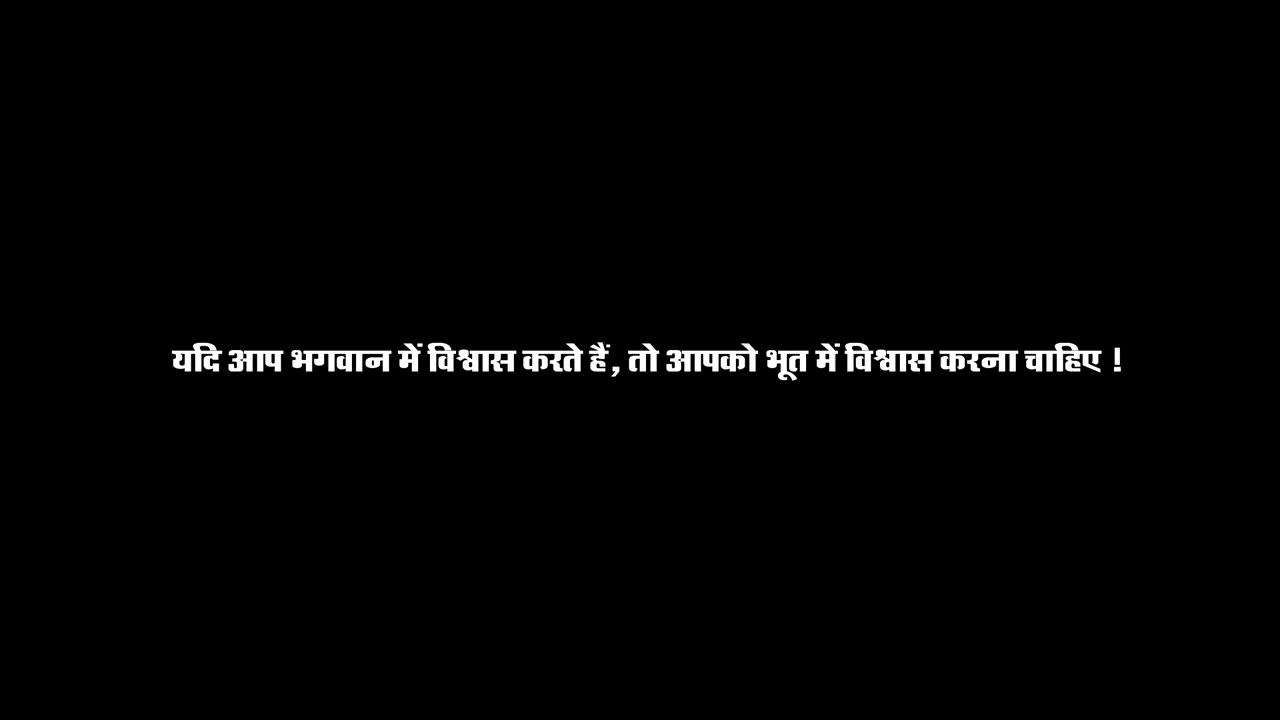 यदि आप भगवान में विश्वास करते हैं, तो आपको भूत में विश्वास करना चाहिए !